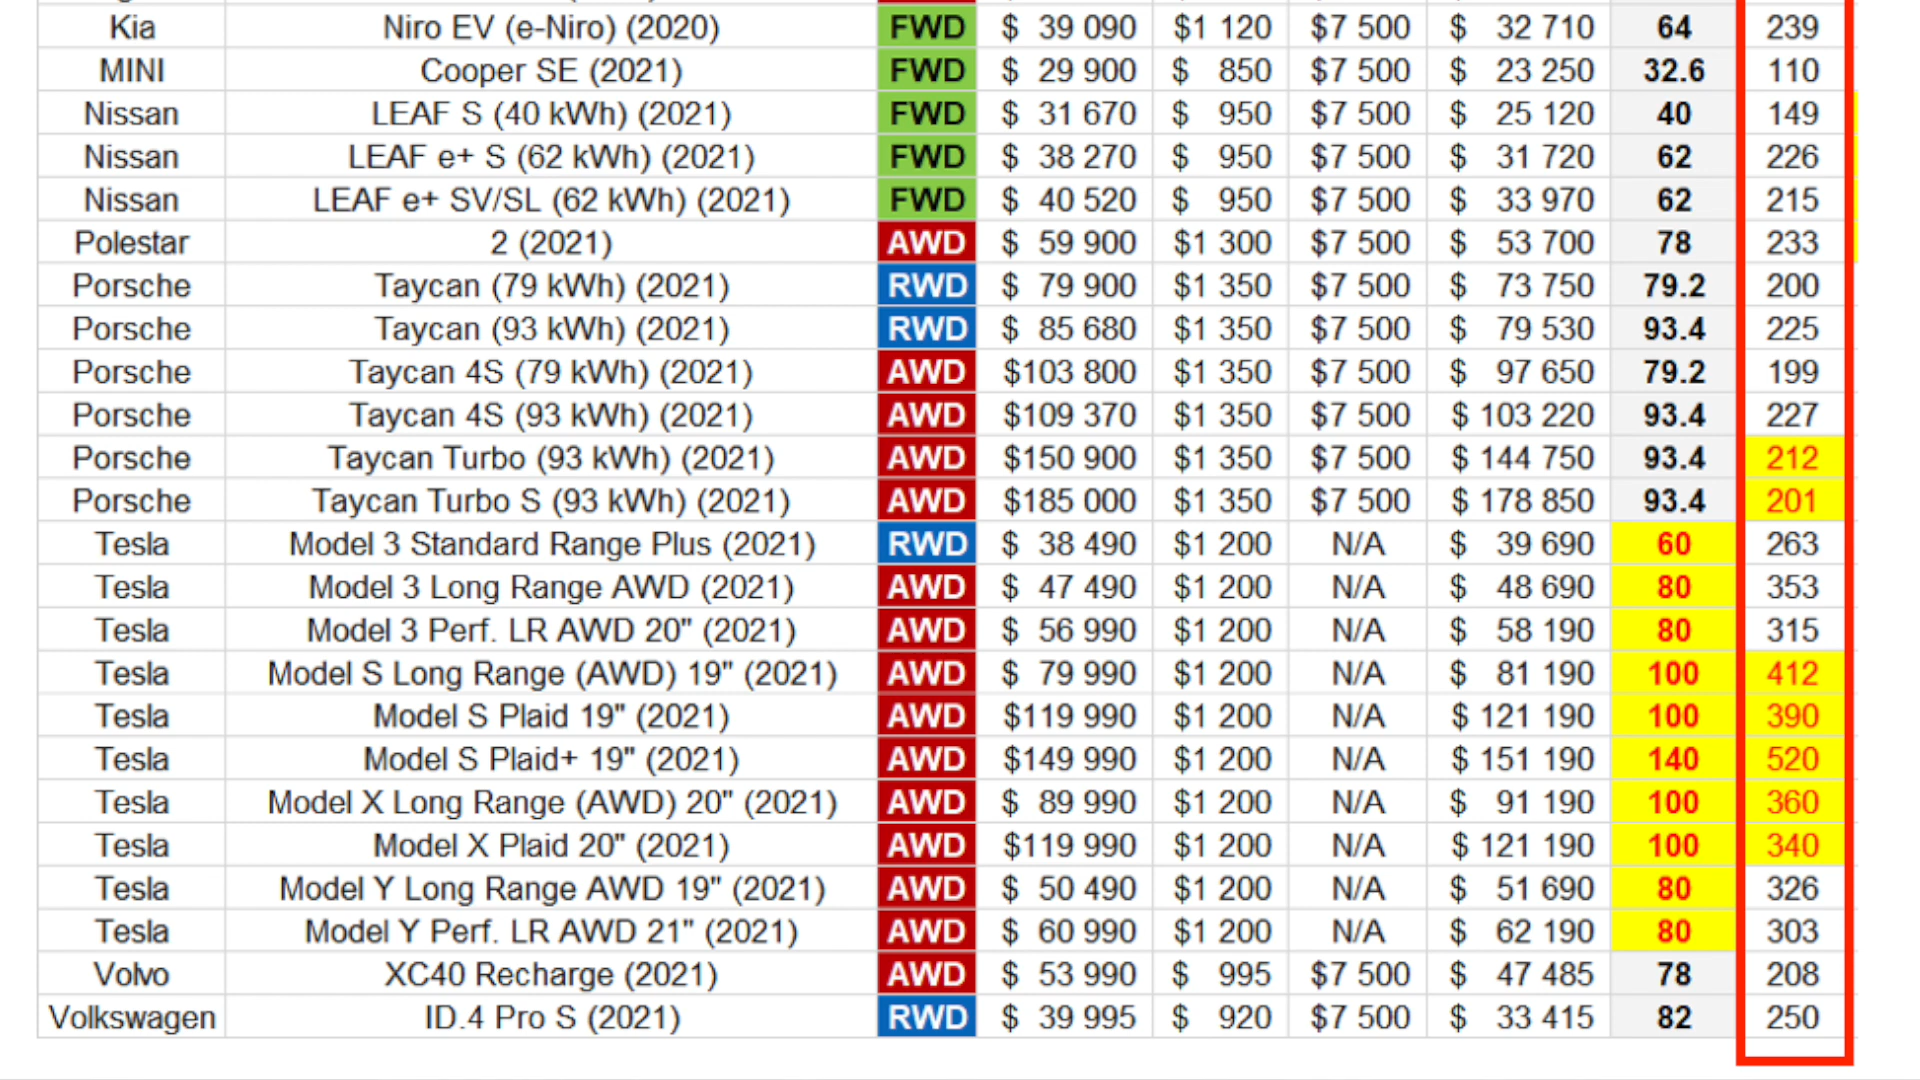 Kia Niro EV (e-Niro) (2020) FWD $ 39 090 $1 120 $7 500 $ 32 710 64 239
MINI Cooper SE (2021) FWD $ 29 900 $ 850 $7 500 $ 23 250 32.6 110
Nissan LEAF S (40 kWh) (2021) FWD $ 31 670 $ 950 $7 500 $ 25 120 40 149
Nissan LEAF e+ S (62 kWh) (2021) FWD $ 38 270 $ 950 $7 500 $ 31 720 62 226
Nissan LEAF e+ SV/SL (62 kWh) (2021) FWD $ 40 520 $ 950 $7 500 $ 33 970 62 215
Polestar 2 (2021) AWD $ 59 900 $1 300 $7 500 $ 53 700 78 233
Porsche Taycan (79 kWh) (2021) RWD $ 79 900 $1 350 $7 500 $ 73 750 79.2 200
Porsche Taycan (93 kWh) (2021) RWD $ 85 680 $1 350 $7 500 $ 79 530 93.4 225
Porsche Taycan 4S (79 kWh) (2021) AWD $103 800 $1 350 $7 500 $ 97 650 79.2 199
Porsche Taycan 4S (93 kWh) (2021) AWD $109 370 $1 350 $7 500 $ 103 220 93.4 227
Porsche Taycan Turbo (93 kWh) (2021) AWD $150 900 $1 350 $7 500 $ 144 750 93.4 212
Porsche Taycan Turbo S (93 kWh) (2021) AWD $185 000 $1 350 $7 500 $ 178 850 93.4 201
Tesla Model 3 Standard Range Plus (2021) RWD $ 38 490 $1 200 N/A $ 39 690 60 263
Tesla Model 3 Long Range AWD (2021) AWD $ 47 490 $1 200 N/A $ 48 690 80 353
Tesla Model 3 Perf. LR AWD 20" (2021) AWD $ 56 990 $1 200 N/A $ 58 190 80 315
Tesla Model S Long Range (AWD) 19" (2021) AWD $ 79 990 $1 200 N/A $ 81 190 100 412
Tesla Model S Plaid 19" (2021) AWD $119 990 $1 200 N/A $ 121 190 100 390
Tesla Model S Plaid+ 19" (2021) AWD $149 990 $1 200 N/A $ 151 190 140 520
Tesla Model X Long Range (AWD) 20" (2021) AWD $ 89 990 $1 200 N/A $ 91 190 100 360
Tesla Model X Plaid 20" (2021) AWD $119 990 $1 200 N/A $ 121 190 100 340
Tesla Model Y Long Range AWD 19" (2021) AWD $ 50 490 $1 200 N/A $ 51 690 80 326
Tesla Model Y Perf. LR AWD 21" (2021) AWD $ 60 990 $1 200 N/A $ 62 190 80 303
Volvo XC40 Recharge (2021) AWD $ 53 990 $ 995 $7 500 $ 47 485 78 208
Volkswagen ID.4 Pro S (2021) RWD $ 39 995 $ 920 $7 500 $ 33 415 82 250